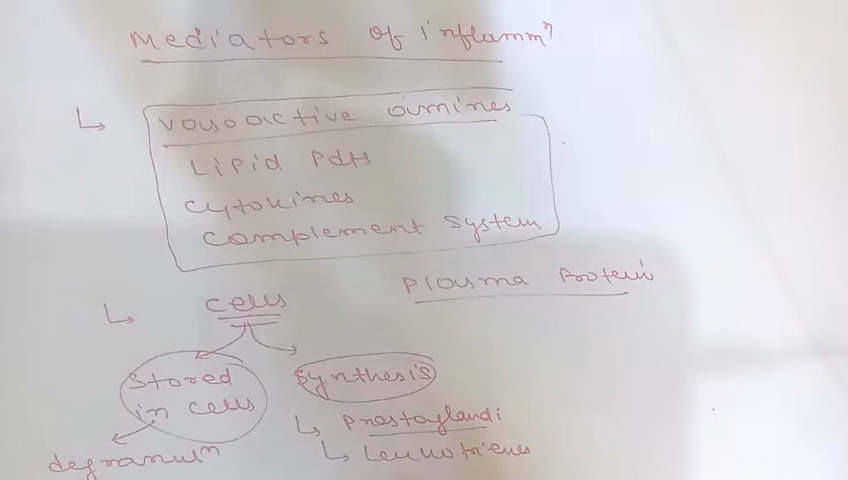 Mediators of inflammn
vasoactive amines
Lipid Pdts
cytokines
complement system
Plasma Protein
cells
stored
in cells
synthesis
Prostaglandi
degranuln
Leukotrienes